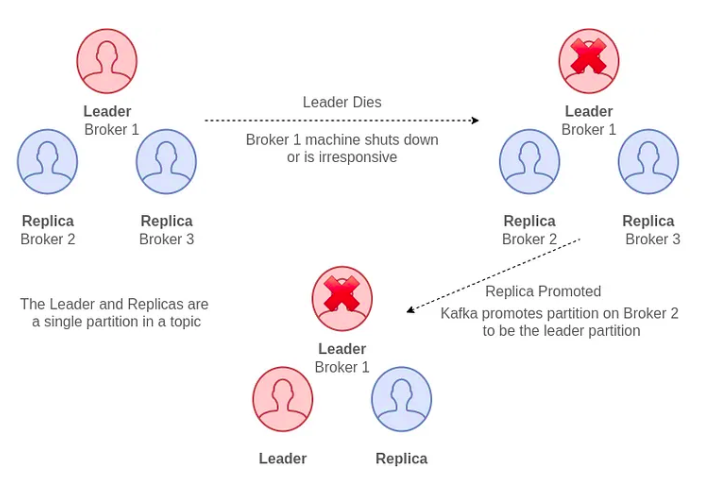 Leader
Broker 1
Replica
Broker 2
Replica
Broker 3
Leader Dies
Broker 1 machine shuts down
or is irresponsive
Leader
Broker 1
Replica
Broker 2
Replica
Broker 3
The Leader and Replicas are
a single partition in a topic
Replica Promoted
Kafka promotes partition on Broker 2
to be the leader partition
Leader
Broker 1
Leader
Replica